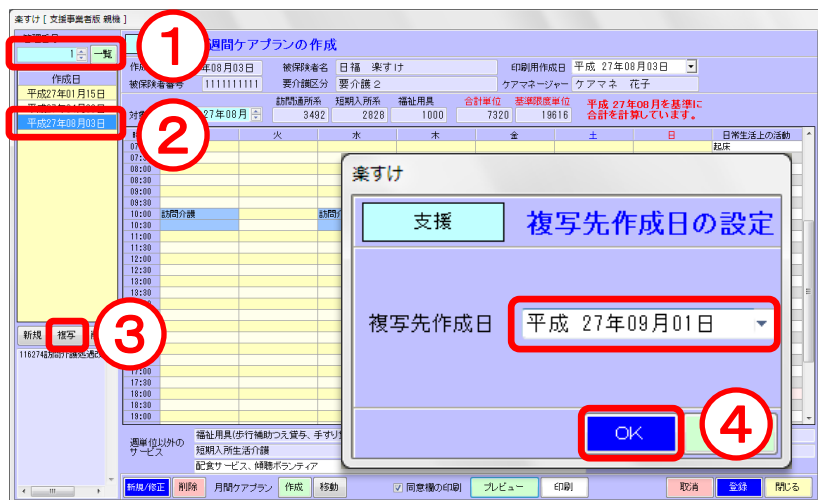 楽すけ [ 支援事業者版 親機 ]
1
一覧
作成日
平成27年01月15日
平成27年08月03日
新規
複写
①
②
③
④
週間ケアプランの作成
年08月03日
被保険者名
日福 楽すけ
印刷用作成日
平成 27年08月03日
被保険者番号
1111111111
要介護区分
要介護2
ケアマネージャー
ケアマネ 花子
27年08月
訪問通所系
短期入所系
福祉用具
合計単位
基準限度単位
3492
2828
1000
7320
19616
平成 27年08月を基準に
合計を計算しています。
火
水
木
金
土
日
日常生活上の活動
起床
08:00
08:30
09:00
09:30
10:00
訪問介護
10:30
11:00
11:30
12:00
12:30
13:00
13:30
17:00
17:30
18:00
18:30
19:00
楽すけ
支援
複写先作成日の設定
複写先作成日
平成 27年09月01日
OK
週単位以外の
サービス
福祉用具(歩行補助つえ貸与、手すり
短期入所生活介護
配食サービス、傾聴ボランティア
新規/修正
削除
月間ケアプラン
作成
移動
同意欄の印刷
プレビュー
印刷
取消
登録
閉じる